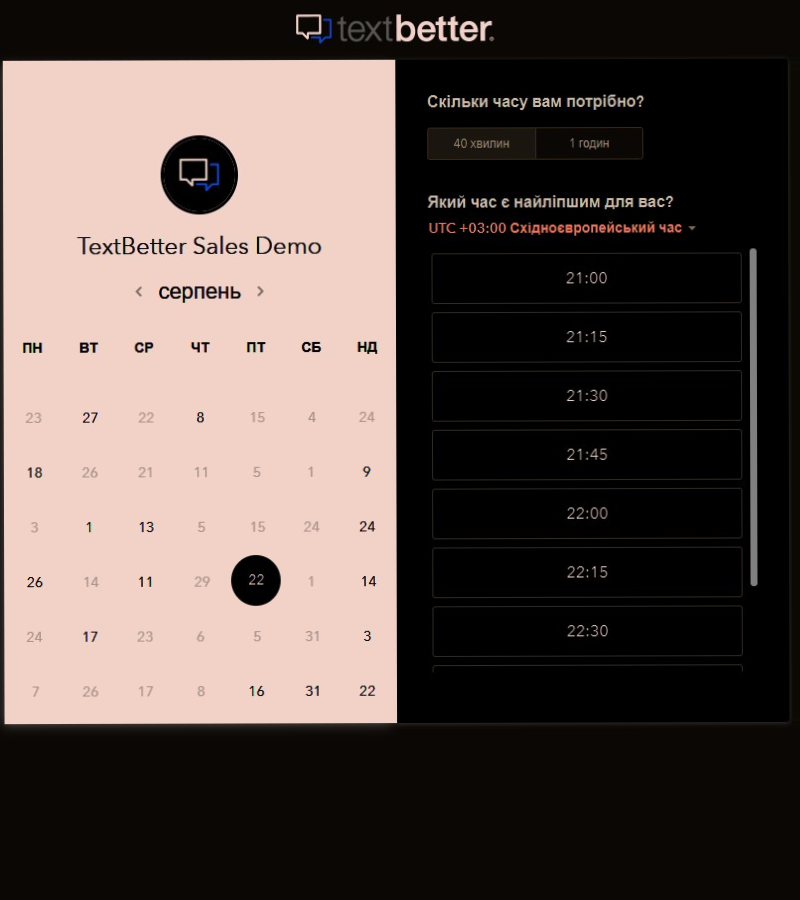 textbetter.
TextBetter Sales Demo
серпень
ПН ВТ СР ЧТ ПТ СБ НД
23 27 22 8 15 4 24
18 26 21 11 5 1 9
3 1 13 5 15 24 24
26 14 11 29 22 1 14
24 17 23 6 5 31 3
7 26 17 8 16 31 22
Скільки часу вам потрібно?
40 хвилин 1 годин
Який час є найліпшим для вас?
UTC +03:00 Східноєвропейський час
21:00
21:15
21:30
21:45
22:00
22:15
22:30